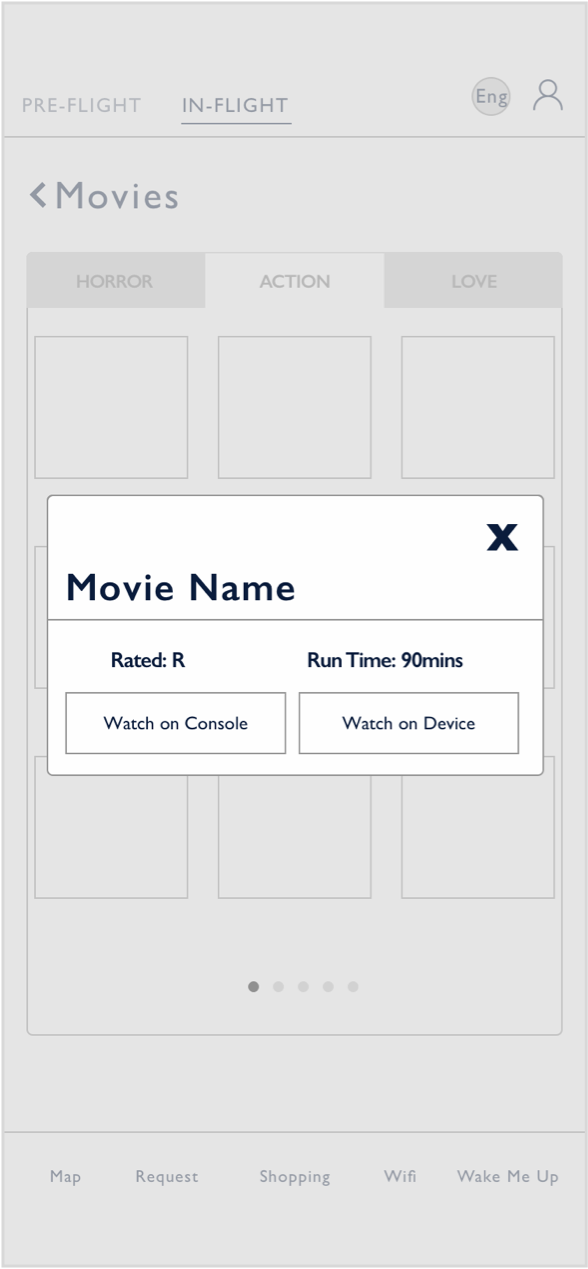 PRE-FLIGHT IN-FLIGHT Eng
Movies
HORROR ACTION LOVE
X
Movie Name
Rated: R Run Time: 90mins
Watch on Console Watch on Device
Map Request Shopping Wifi Wake Me Up